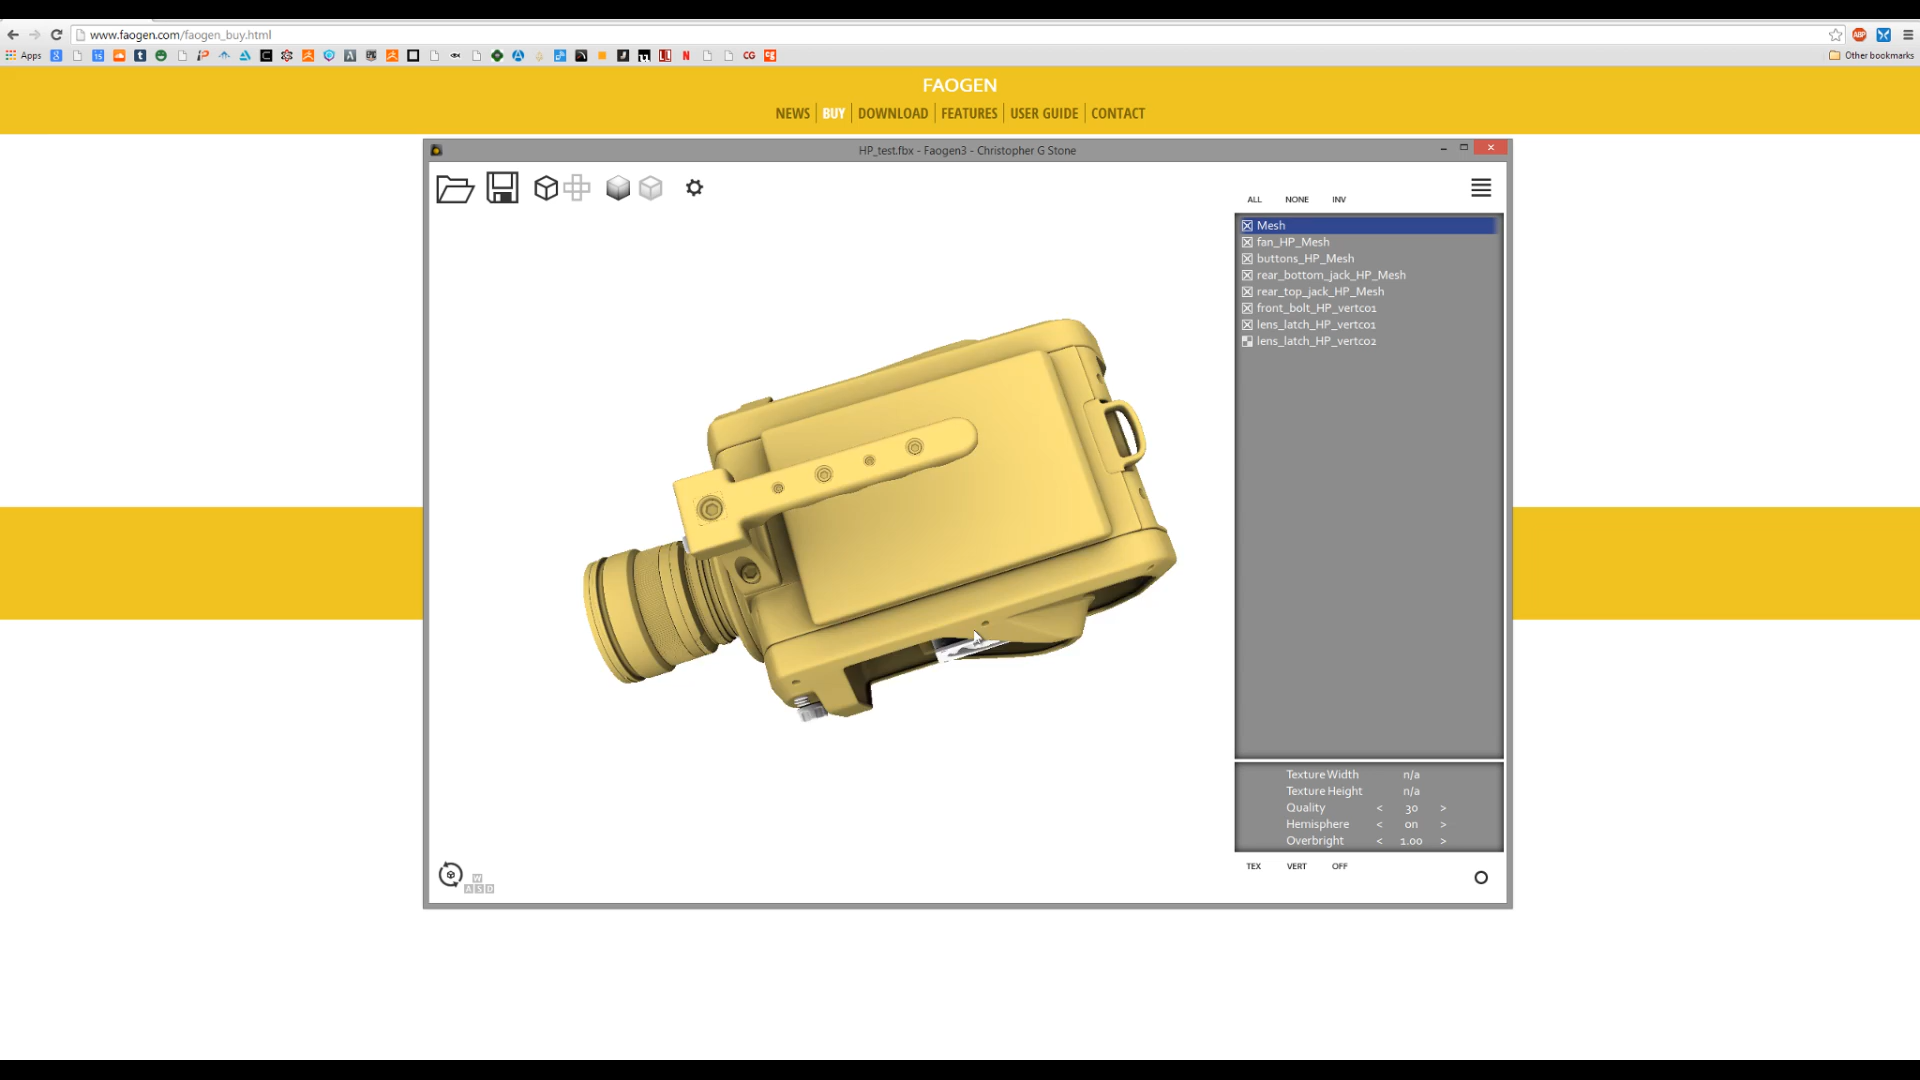 www.faogen.com/faogen_buy.html
Apps
Other bookmarks
FAOGEN
NEWS BUY DOWNLOAD FEATURES USER GUIDE CONTACT
HP_test.fbx - Faogen3 - Christopher G Stone
ALL NONE INV
Mesh
fan_HP_Mesh
buttons_HP_Mesh
rear_bottom_jack_HP_Mesh
rear_top_jack_HP_Mesh
front_bolt_HP_vertco1
lens_latch_HP_vertco1
lens_latch_HP_vertco2
Texture Width n/a
Texture Height n/a
Quality < 30 >
Hemisphere < on >
Overbright < 1.00 >
TEX VERT OFF
W
A S D